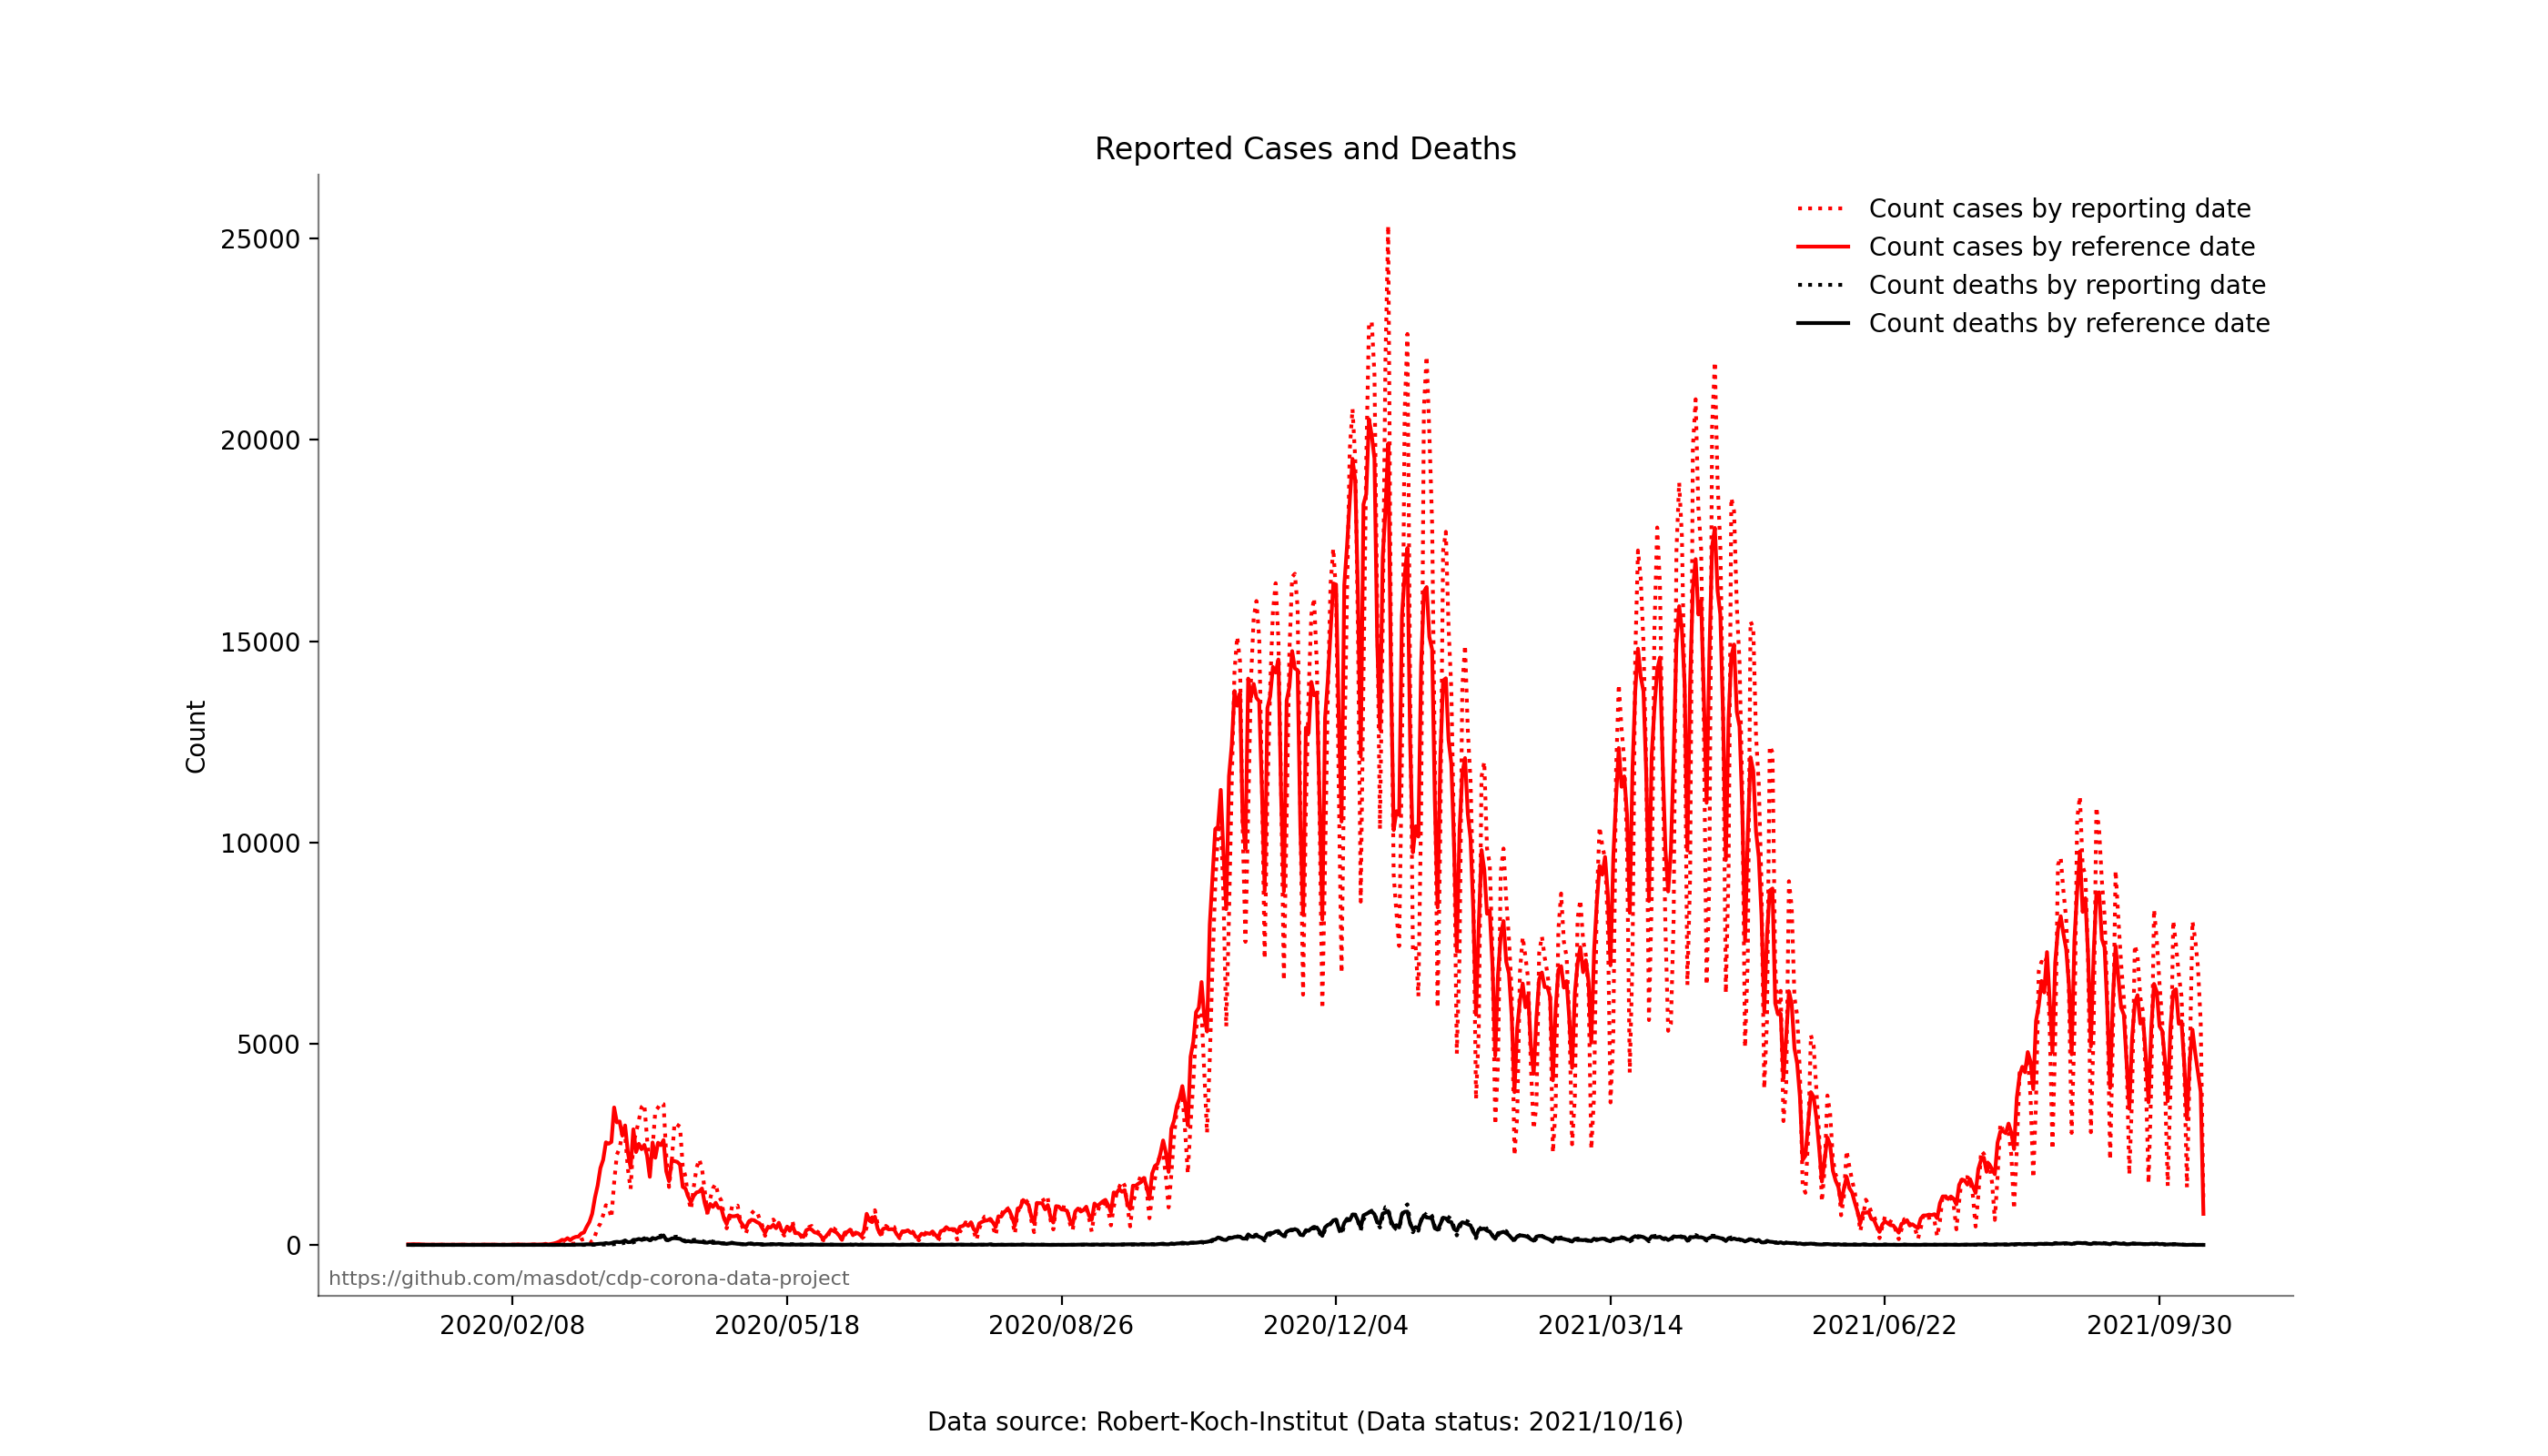 Reported Cases and Deaths
Count cases by reporting date
Count cases by reference date
Count deaths by reporting date
Count deaths by reference date
25000
20000
15000
10000
5000
0
Count
https://github.com/masdot/cdp-corona-data-project
2020/02/08 2020/05/18 2020/08/26 2020/12/04 2021/03/14 2021/06/22 2021/09/30
Data source: Robert-Koch-Institut (Data status: 2021/10/16)